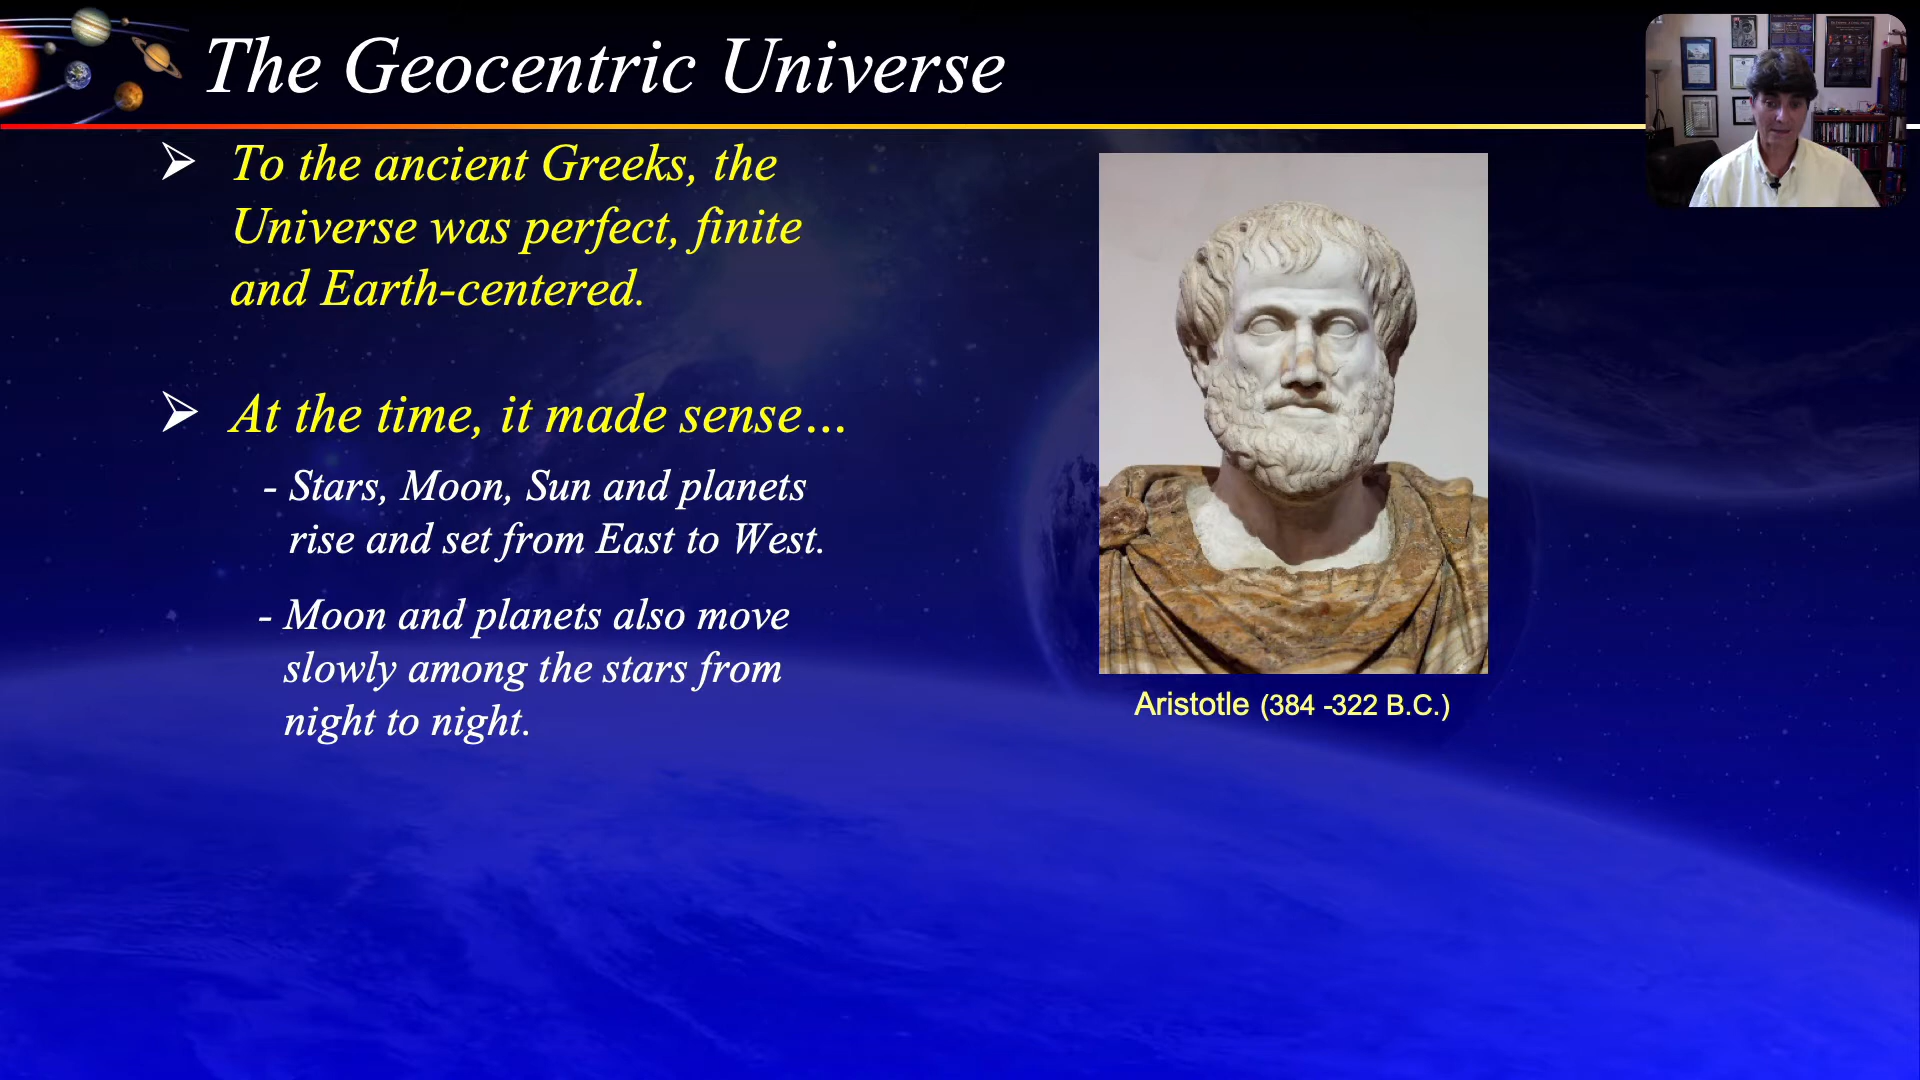 The Geocentric Universe
➢ To the ancient Greeks, the
Universe was perfect, finite
and Earth-centered.
➢ At the time, it made sense…
- Stars, Moon, Sun and planets
rise and set from East to West.
- Moon and planets also move
slowly among the stars from
night to night.
Aristotle (384 -322 B.C.)